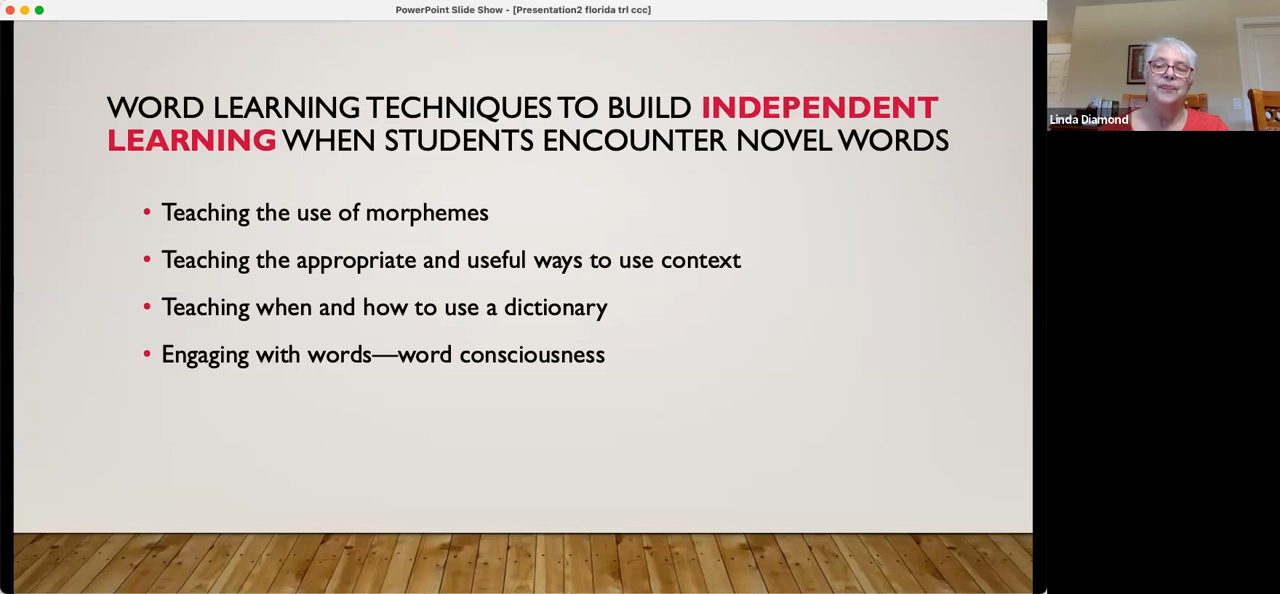 PowerPoint Slide Show - [Presentation2 florida trl ccc]
WORD LEARNING TECHNIQUES TO BUILD INDEPENDENT
LEARNING WHEN STUDENTS ENCOUNTER NOVEL WORDS
• Teaching the use of morphemes
• Teaching the appropriate and useful ways to use context
• Teaching when and how to use a dictionary
• Engaging with words—word consciousness
Linda Diamond